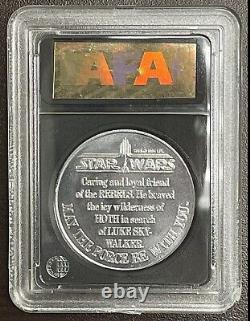 AFA
STAR WARS
Caring and loyal friend
of the REBELS. He braved
the icy wilderness of
HOTH in search
of LUKE SKY-
WALKER.
MAY THE FORCE BE WITH YOU.